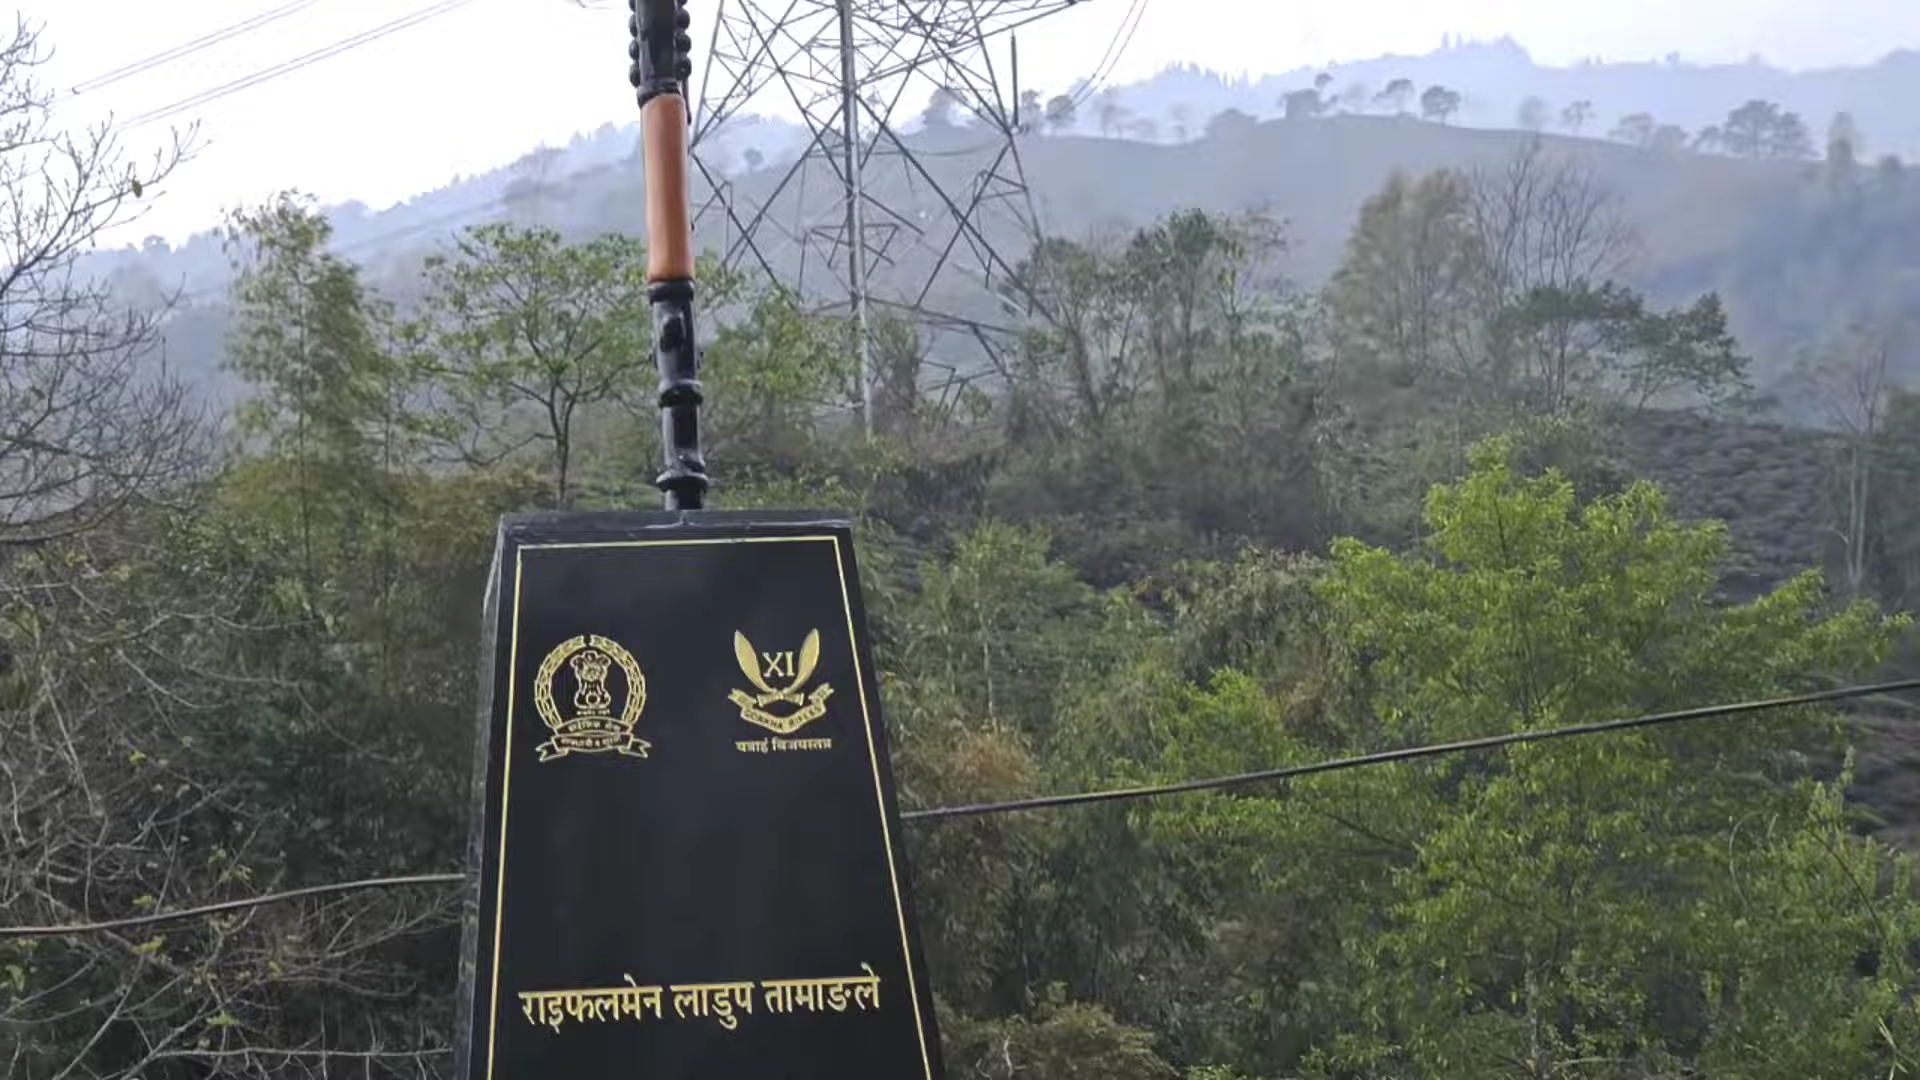 XI
GORKHA RIFLES
यत्राहं विजयस्तत्र
राइफलमेन लाडुप तामाङले